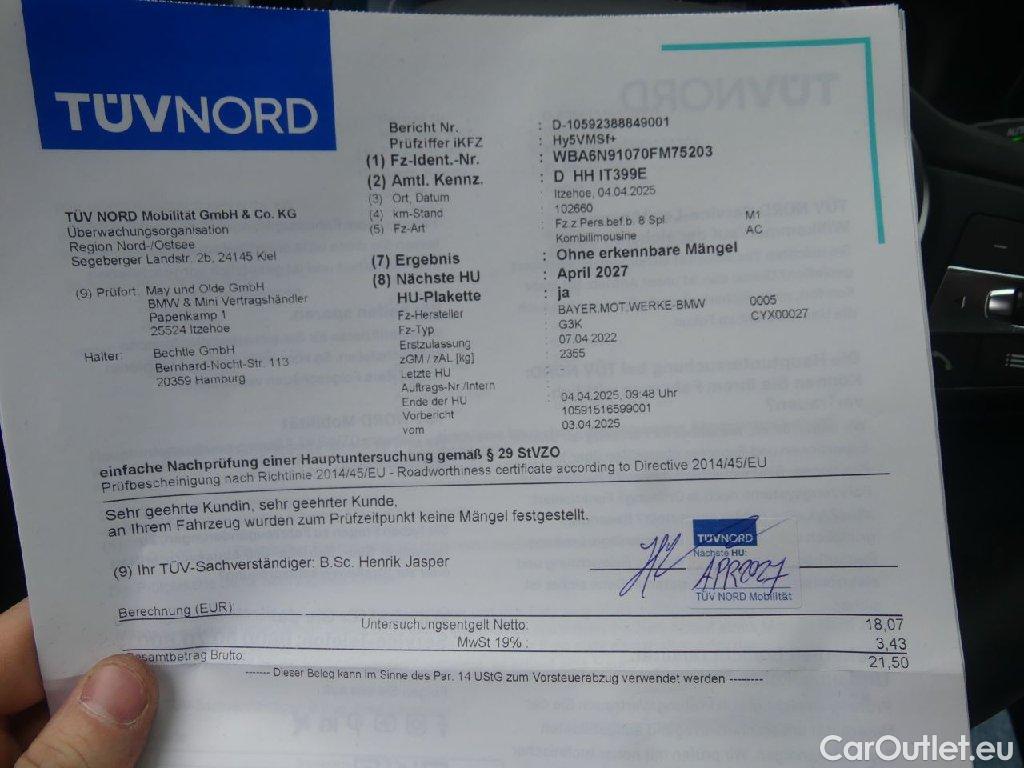 TÜVNORD
Bericht Nr. : D-10592388849001
Prüfziffer iKFZ : Hy5VMSf+
(1) Fz-Ident.-Nr. : WBA6N91070FM75203
(2) Amtl. Kennz. : D HH IT399E
(3) Ort, Datum : Itzehoe, 04.04.2025
(4) km-Stand : 102660
(5) Fz-Art : Fz.z.Pers.bef.b. 8 Spl. M1
Kombilimousine AC
(7) Ergebnis : Ohne erkennbare Mängel
(8) Nächste HU : April 2027
HU-Plakette : ja
Fz-Hersteller : BAYER.MOT.WERKE-BMW 0005
Fz-Typ : G3K CYX00027
Erstzulassung : 07.04.2022
zGM / zAL [kg] : 2355
Letzte HU :
Auftrags-Nr./Intern :
Ende der HU : 04.04.2025, 09:48 Uhr
Vorbericht : 10591516599001
vom : 03.04.2025
TÜV NORD Mobilität GmbH & Co. KG
Überwachungsorganisation
Region Nord-/Ostsee
Segeberger Landstr. 2b, 24145 Kiel
(9) Prüfort: May und Olde GmbH
BMW & Mini Vertragshändler
Papenkamp 1
25524 Itzehoe
Halter: Bechtle GmbH
Bernhard-Nocht-Str. 113
20359 Hamburg
einfache Nachprüfung einer Hauptuntersuchung gemäß § 29 StVZO
Prüfbescheinigung nach Richtlinie 2014/45/EU - Roadworthiness certificate according to Directive 2014/45/EU
Sehr geehrte Kundin, sehr geehrter Kunde,
an Ihrem Fahrzeug wurden zum Prüfzeitpunkt keine Mängel festgestellt.
(9) Ihr TÜV-Sachverständiger: B.Sc. Henrik Jasper
TÜVNORD
Nächste HU:
APR 2027
TÜV NORD Mobilität
Berechnung (EUR):
Untersuchungsentgelt Netto: 18,07
MwSt 19% : 3,43
Gesamtbetrag Brutto: 21,50
------- Dieser Beleg kann im Sinne des Par. 14 UStG zum Vorsteuerabzug verwendet werden --------
CarOutlet.eu